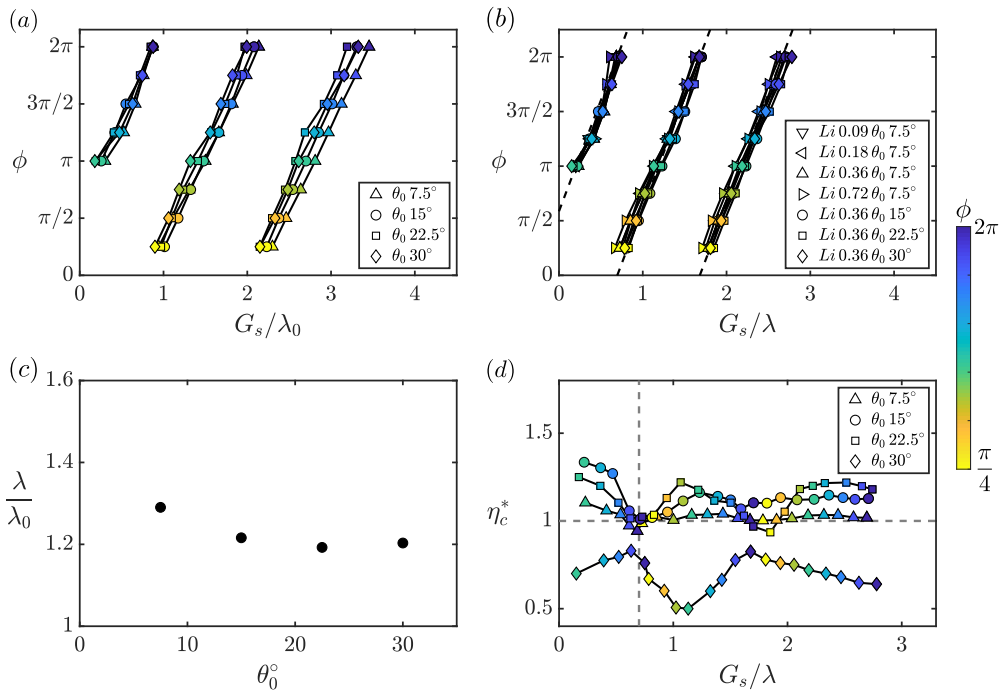 (a)
2π
3π/2
ϕ
π
π/2
0
0 1 2 3 4
G_s/λ_0
θ_0 7.5°
θ_0 15°
θ_0 22.5°
θ_0 30°
(b)
2π
3π/2
ϕ
π
π/2
0
0 1 2 3 4
G_s/λ
Li 0.09 θ_0 7.5°
Li 0.18 θ_0 7.5°
Li 0.36 θ_0 7.5°
Li 0.72 θ_0 7.5°
Li 0.36 θ_0 15°
Li 0.36 θ_0 22.5°
Li 0.36 θ_0 30°
ϕ
2π
π/4
(c)
1.6
1.4
λ/λ_0
1.2
1
0 10 20 30
θ_0°
(d)
1.5
η_c^*
1
0.5
0 1 2 3
G_s/λ
θ_0 7.5°
θ_0 15°
θ_0 22.5°
θ_0 30°